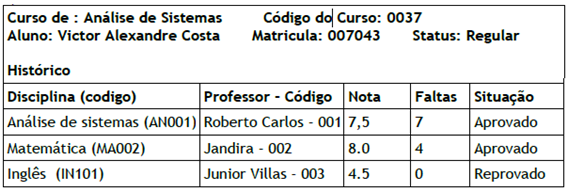 Curso de : Análise de Sistemas Código do Curso: 0037
Aluno: Victor Alexandre Costa Matricula: 007043 Status: Regular
Histórico
Disciplina (codigo) Professor - Código Nota Faltas Situação
Análise de sistemas (AN001) Roberto Carlos - 001 7,5 7 Aprovado
Matemática (MA002) Jandira - 002 8.0 4 Aprovado
Inglês (IN101) Junior Villas - 003 4.5 0 Reprovado